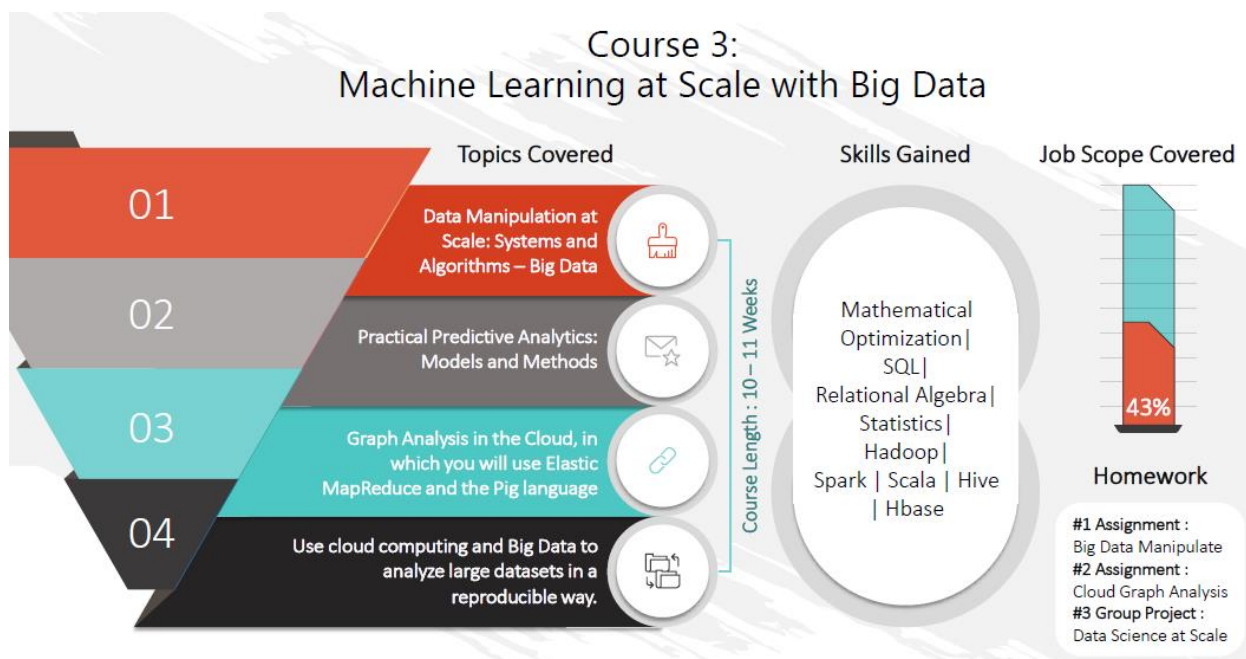 Course 3:
Machine Learning at Scale with Big Data
Topics Covered
01
Data Manipulation at
Scale: Systems and
Algorithms – Big Data
02
Practical Predictive Analytics:
Models and Methods
03
Graph Analysis in the Cloud, in
which you will use Elastic
MapReduce and the Pig language
04
Use cloud computing and Big Data to
analyze large datasets in a
reproducible way.
Course Length : 10 – 11 Weeks
Skills Gained
Mathematical
Optimization|
SQL|
Relational Algebra|
Statistics|
Hadoop|
Spark | Scala | Hive
| Hbase
Job Scope Covered
43%
Homework
#1 Assignment :
Big Data Manipulate
#2 Assignment :
Cloud Graph Analysis
#3 Group Project :
Data Science at Scale